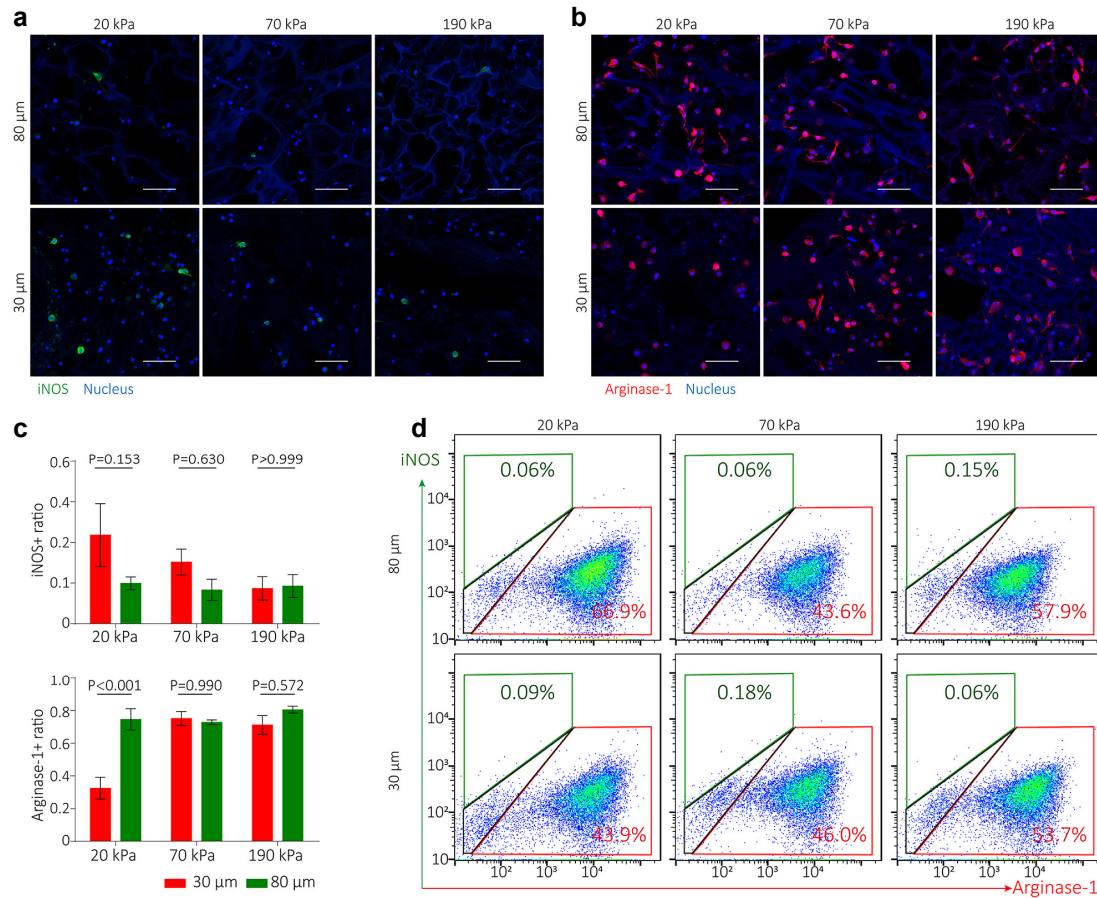 a
20 kPa 70 kPa 190 kPa
80 µm
30 µm
iNOS Nucleus
b
20 kPa 70 kPa 190 kPa
80 µm
30 µm
Arginase-1 Nucleus
c
P=0.153 P=0.630 P>0.999
iNOS+ ratio
0.6
0.4
0.2
0.1
0
20 kPa 70 kPa 190 kPa
P<0.001 P=0.990 P=0.572
Arginase-1+ ratio
1.0
0.8
0.6
0.4
0.2
0
20 kPa 70 kPa 190 kPa
30 µm 80 µm
d
20 kPa 70 kPa 190 kPa
iNOS
80 µm
10⁴
10³
10²
10
0.06% 0.06% 0.15%
66.9% 43.6% 57.9%
30 µm
10⁴
10³
10²
10
0.09% 0.18% 0.06%
43.9% 46.0% 53.7%
10² 10³ 10⁴ 10² 10³ 10⁴ 10² 10³ 10⁴
Arginase-1